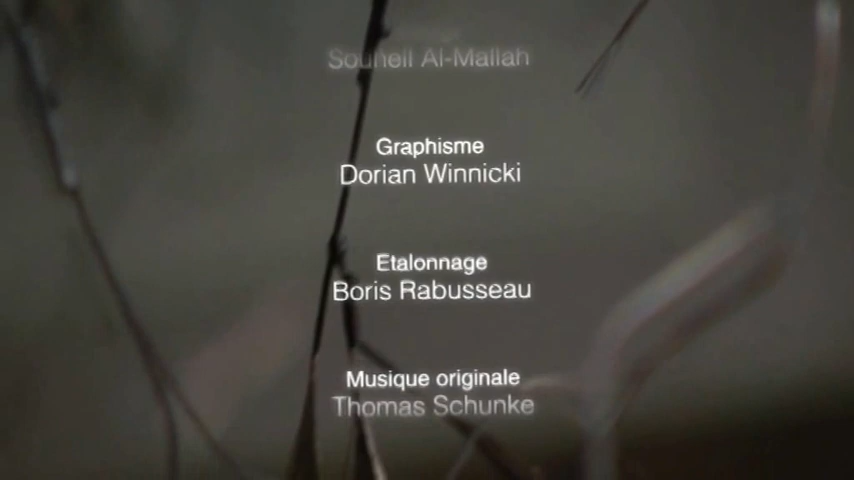 Souheil Al-Mallah
Graphisme
Dorian Winnicki
Etalonnage
Boris Rabusseau
Musique originale
Thomas Schunke